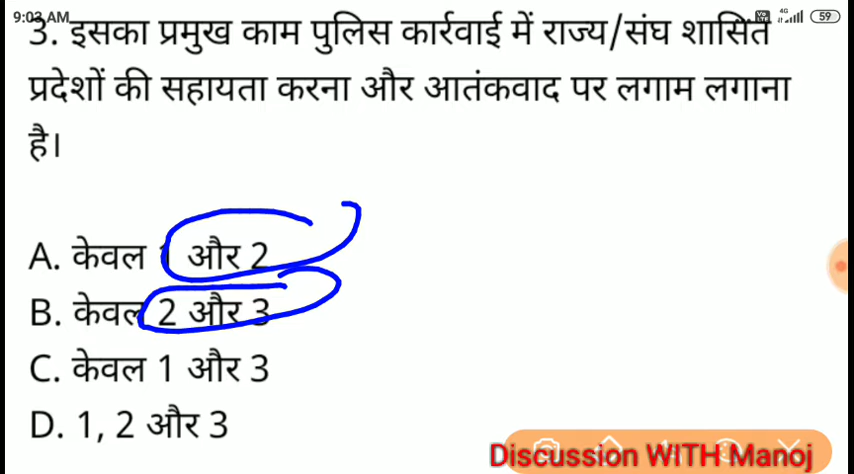 9:03 AM 4G 59
3. इसका प्रमुख काम पुलिस कार्रवाई में राज्य/संघ शासित
प्रदेशों की सहायता करना और आतंकवाद पर लगाम लगाना
है।
A. केवल 1 और 2
B. केवल 2 और 3
C. केवल 1 और 3
D. 1, 2 और 3
Discussion WiTH Manoj